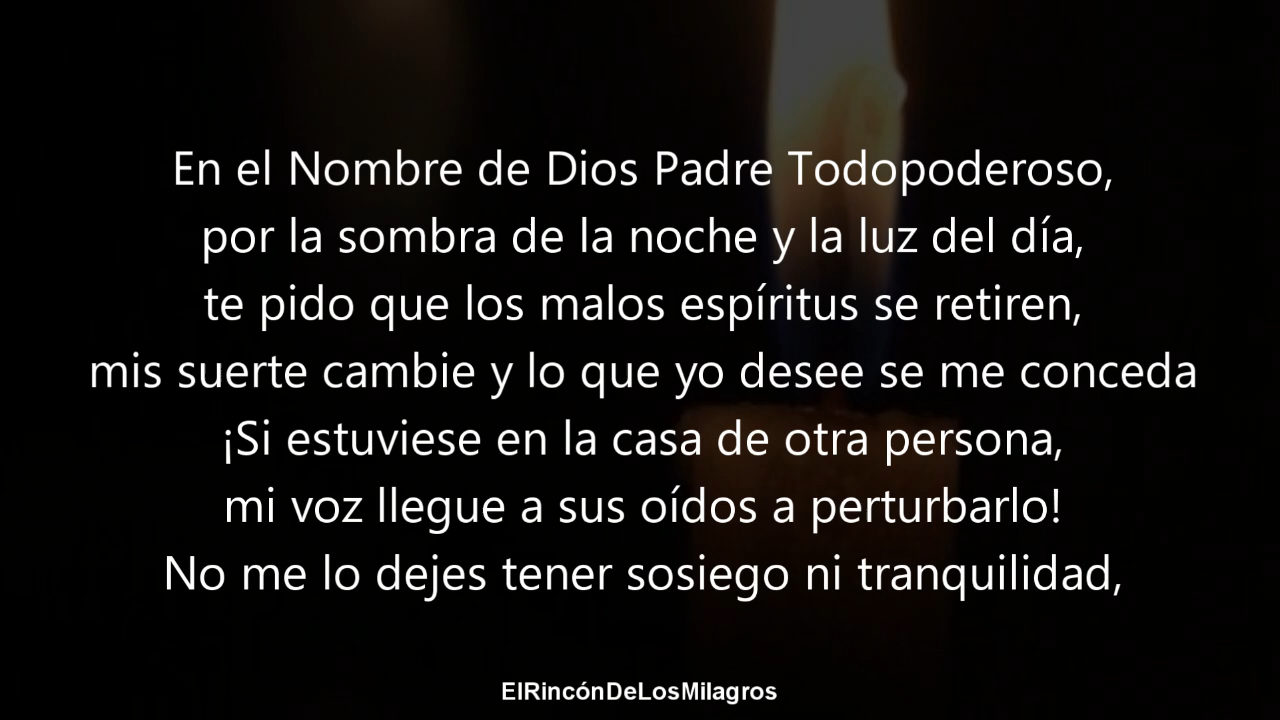 En el Nombre de Dios Padre Todopoderoso,
por la sombra de la noche y la luz del día,
te pido que los malos espíritus se retiren,
mis suerte cambie y lo que yo desee se me conceda
¡Si estuviese en la casa de otra persona,
mi voz llegue a sus oídos a perturbarlo!
No me lo dejes tener sosiego ni tranquilidad,
ElRincónDeLosMilagros